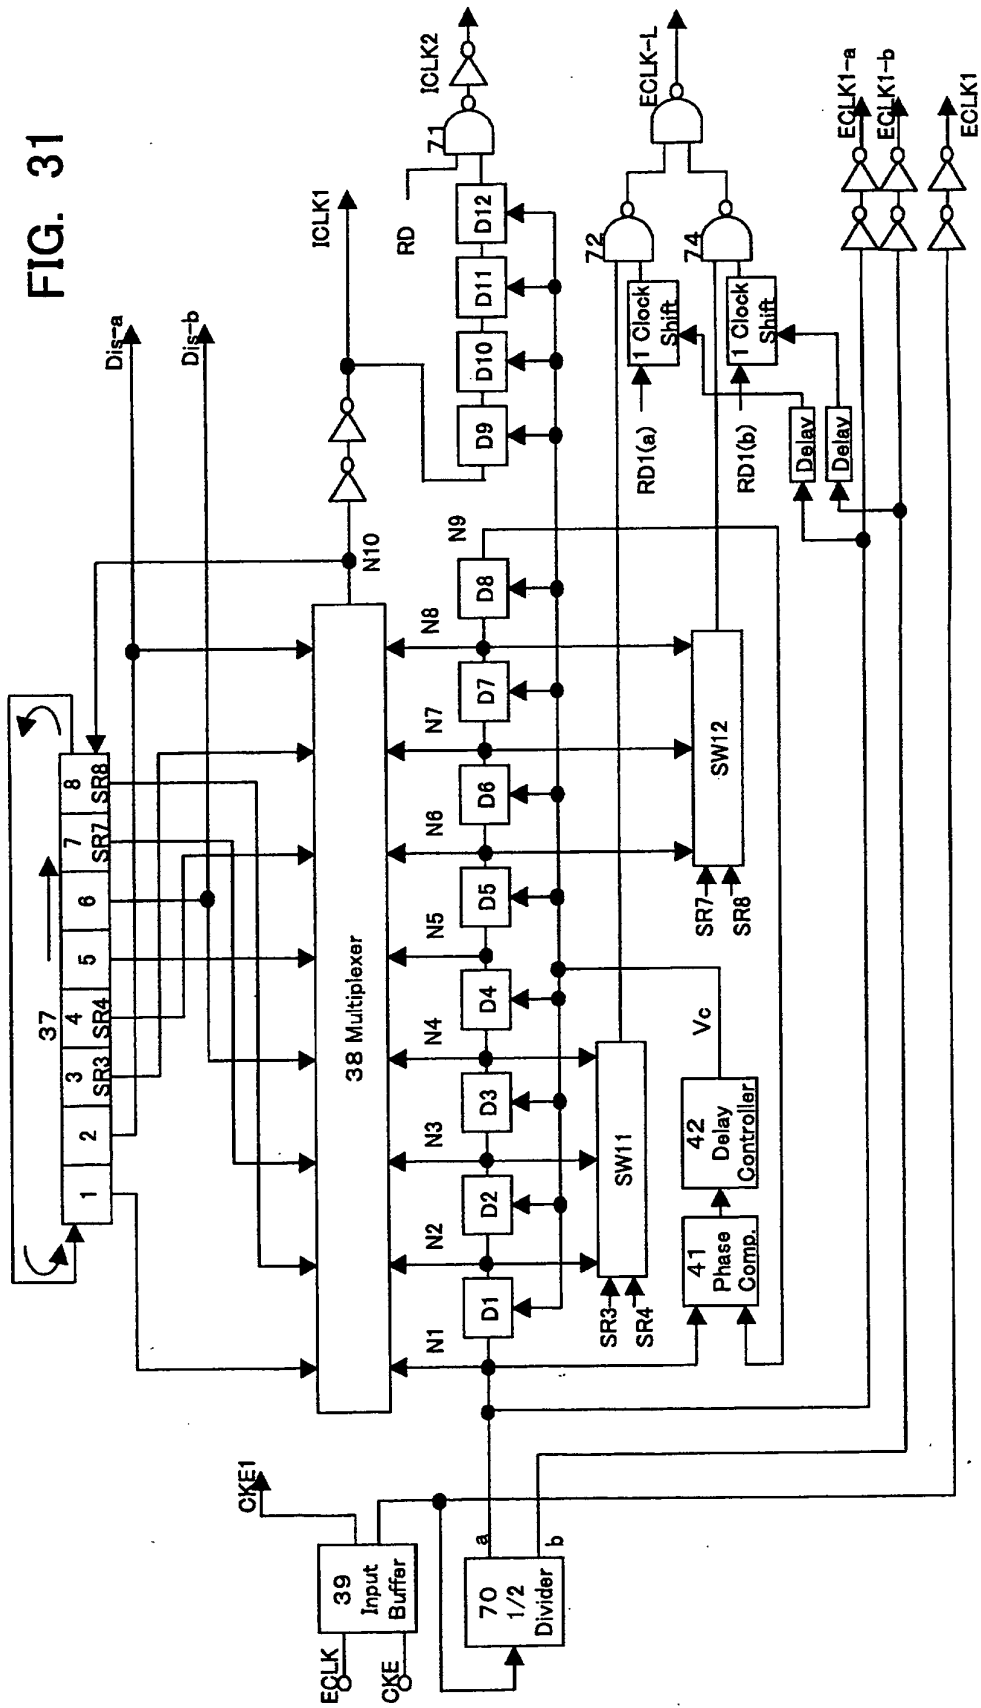 FIG. 31
37
1
2
3
4
5
6
7
8
SR3
SR4
SR7
SR8
Dis-a
Dis-b
38 Multiplexer
N10
ICLK1
RD
71
ICLK2
39
Input
Buffer
ECLK
CKE
CKE1
70
1/2
Divider
a
b
N1
N2
N3
N4
N5
N6
N7
N8
N9
D1
D2
D3
D4
D5
D6
D7
D8
D9
D10
D11
D12
SW11
SR3
SR4
SW12
SR7
SR8
41
Phase
Comp.
42
Delay
Controller
Vc
72
74
1 Clock
Shift
1 Clock
Shift
RD1(a)
RD1(b)
Delay
Delay
ECLK-L
ECLK1-a
ECLK1-b
ECLK1